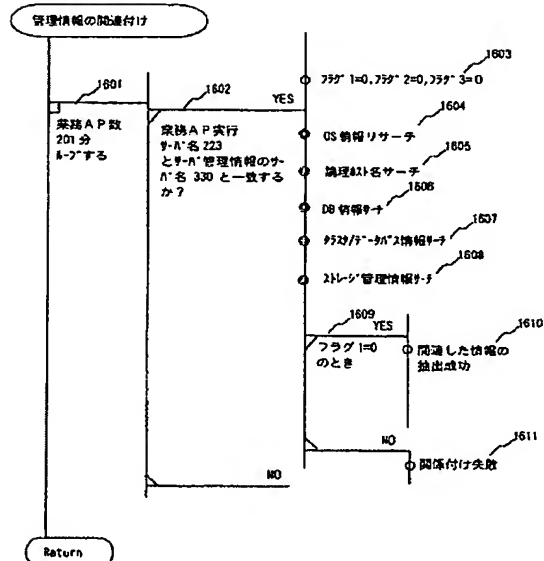 管理情報の関連付け
1601
業務AP数
201分
ループする
1602
YES
業務AP実行
サーバ名223
とサーバ管理情報のサー
バ名 330 と一致する
か?
1603
フラグ1=0,フラグ2=0,フラグ3=0
1604
OS情報リサーチ
1605
論理ホスト名サーチ
1606
DB情報サーチ
1607
クラスタ/データベース情報サーチ
1608
ストレージ管理情報サーチ
1609
YES
フラグ1=0
のとき
1610
関連した情報の
抽出成功
NO
1611
関係付け失敗
NO
Return